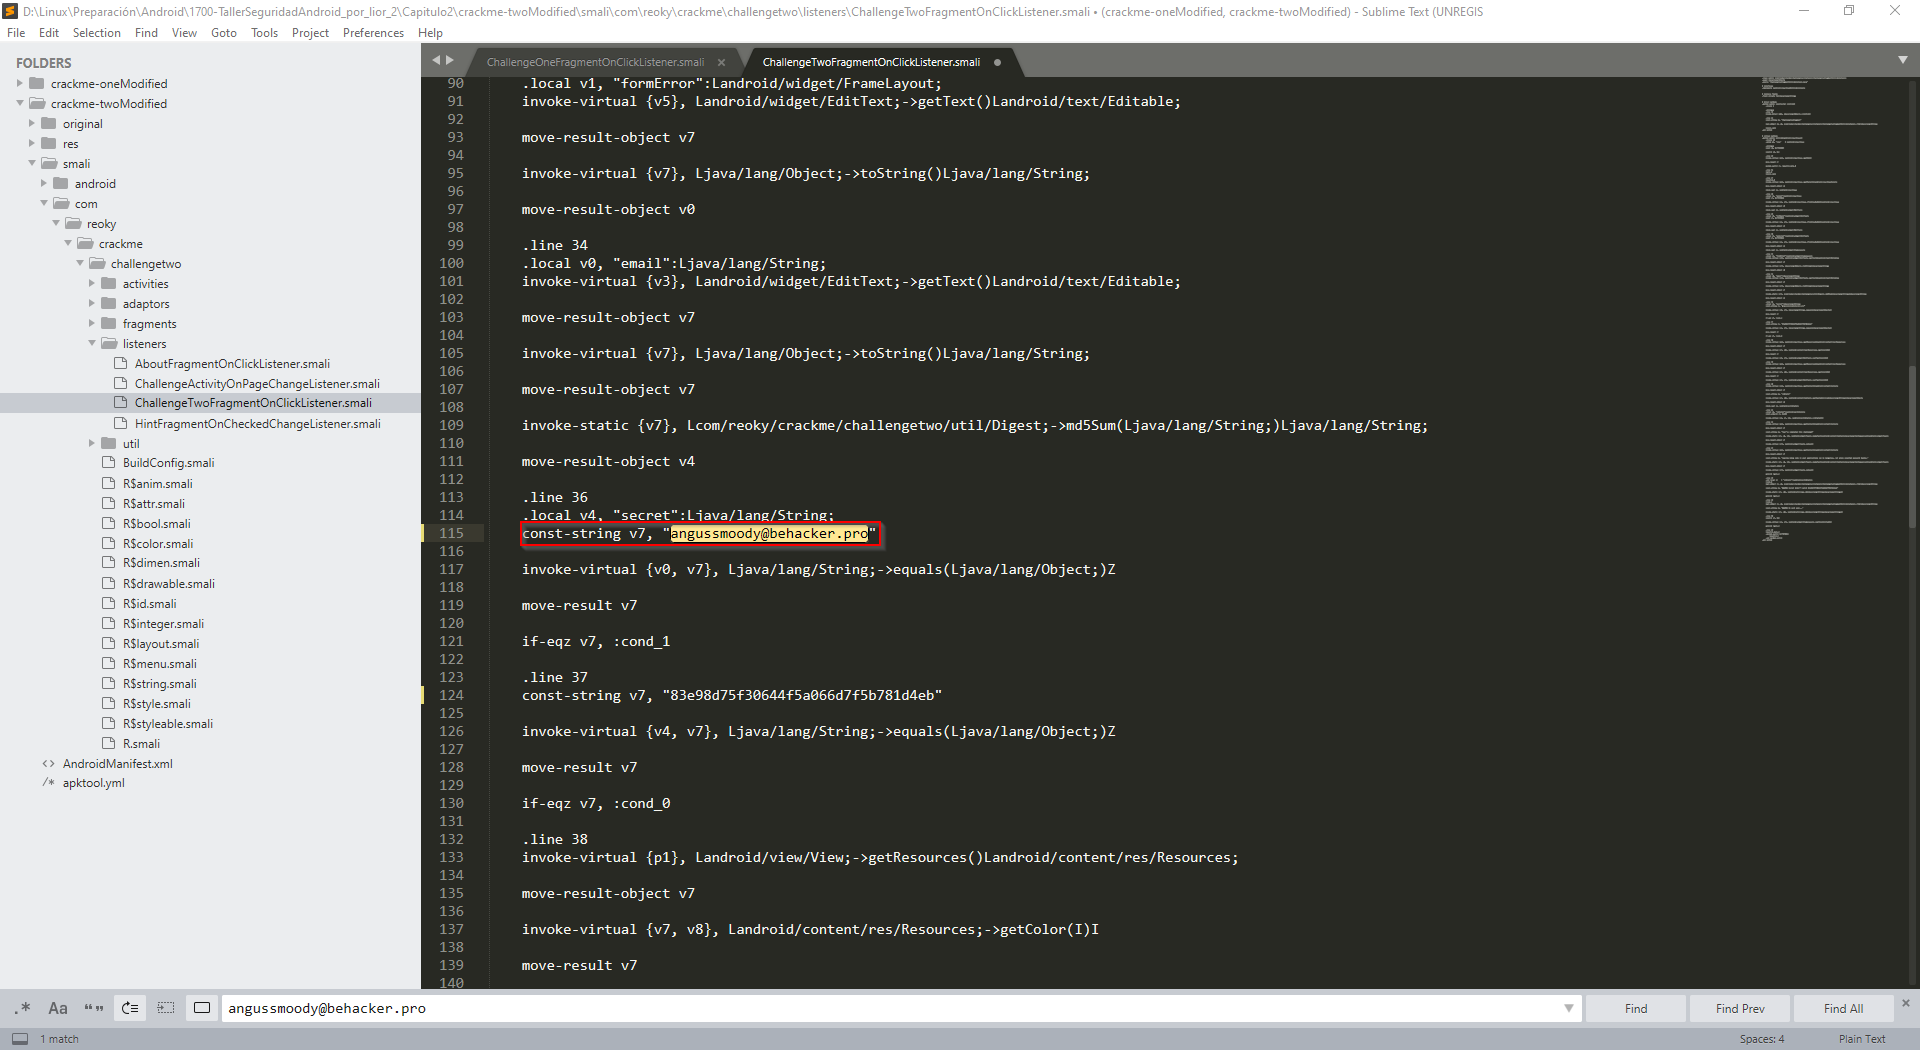 D:\Linux\Preparación\Android\1700-TallerSeguridadAndroid_por_lior_2\Capitulo2\crackme-twoModified\smali\com\reoky\crackme\challengetwo\listeners\ChallengeTwoFragmentOnClickListener.smali • (crackme-oneModified, crackme-twoModified) - Sublime Text (UNREGIS
File Edit Selection Find View Goto Tools Project Preferences Help
FOLDERS
crackme-oneModified
crackme-twoModified
original
res
smali
android
com
reoky
crackme
challengetwo
activities
adaptors
fragments
listeners
AboutFragmentOnClickListener.smali
ChallengeActivityOnPageChangeListener.smali
ChallengeTwoFragmentOnClickListener.smali
HintFragmentOnCheckedChangeListener.smali
util
BuildConfig.smali
R$anim.smali
R$attr.smali
R$bool.smali
R$color.smali
R$dimen.smali
R$drawable.smali
R$id.smali
R$integer.smali
R$layout.smali
R$menu.smali
R$string.smali
R$style.smali
R$styleable.smali
R.smali
<> AndroidManifest.xml
/* apktool.yml
ChallengeOneFragmentOnClickListener.smali ×
ChallengeTwoFragmentOnClickListener.smali
90 .local v1, "formError":Landroid/widget/FrameLayout;
91 invoke-virtual {v5}, Landroid/widget/EditText;->getText()Landroid/text/Editable;
92
93 move-result-object v7
94
95 invoke-virtual {v7}, Ljava/lang/Object;->toString()Ljava/lang/String;
96
97 move-result-object v0
98
99 .line 34
100 .local v0, "email":Ljava/lang/String;
101 invoke-virtual {v3}, Landroid/widget/EditText;->getText()Landroid/text/Editable;
102
103 move-result-object v7
104
105 invoke-virtual {v7}, Ljava/lang/Object;->toString()Ljava/lang/String;
106
107 move-result-object v7
108
109 invoke-static {v7}, Lcom/reoky/crackme/challengetwo/util/Digest;->md5Sum(Ljava/lang/String;)Ljava/lang/String;
110
111 move-result-object v4
112
113 .line 36
114 .local v4, "secret":Ljava/lang/String;
115 const-string v7, "angussmoody@behacker.pro"
116
117 invoke-virtual {v0, v7}, Ljava/lang/String;->equals(Ljava/lang/Object;)Z
118
119 move-result v7
120
121 if-eqz v7, :cond_1
122
123 .line 37
124 const-string v7, "83e98d75f30644f5a066d7f5b781d4eb"
125
126 invoke-virtual {v4, v7}, Ljava/lang/String;->equals(Ljava/lang/Object;)Z
127
128 move-result v7
129
130 if-eqz v7, :cond_0
131
132 .line 38
133 invoke-virtual {p1}, Landroid/view/View;->getResources()Landroid/content/res/Resources;
134
135 move-result-object v7
136
137 invoke-virtual {v7, v8}, Landroid/content/res/Resources;->getColor(I)I
138
139 move-result v7
140
.* Aa “” angussmoody@behacker.pro Find Find Prev Find All ×
1 match Spaces: 4 Plain Text